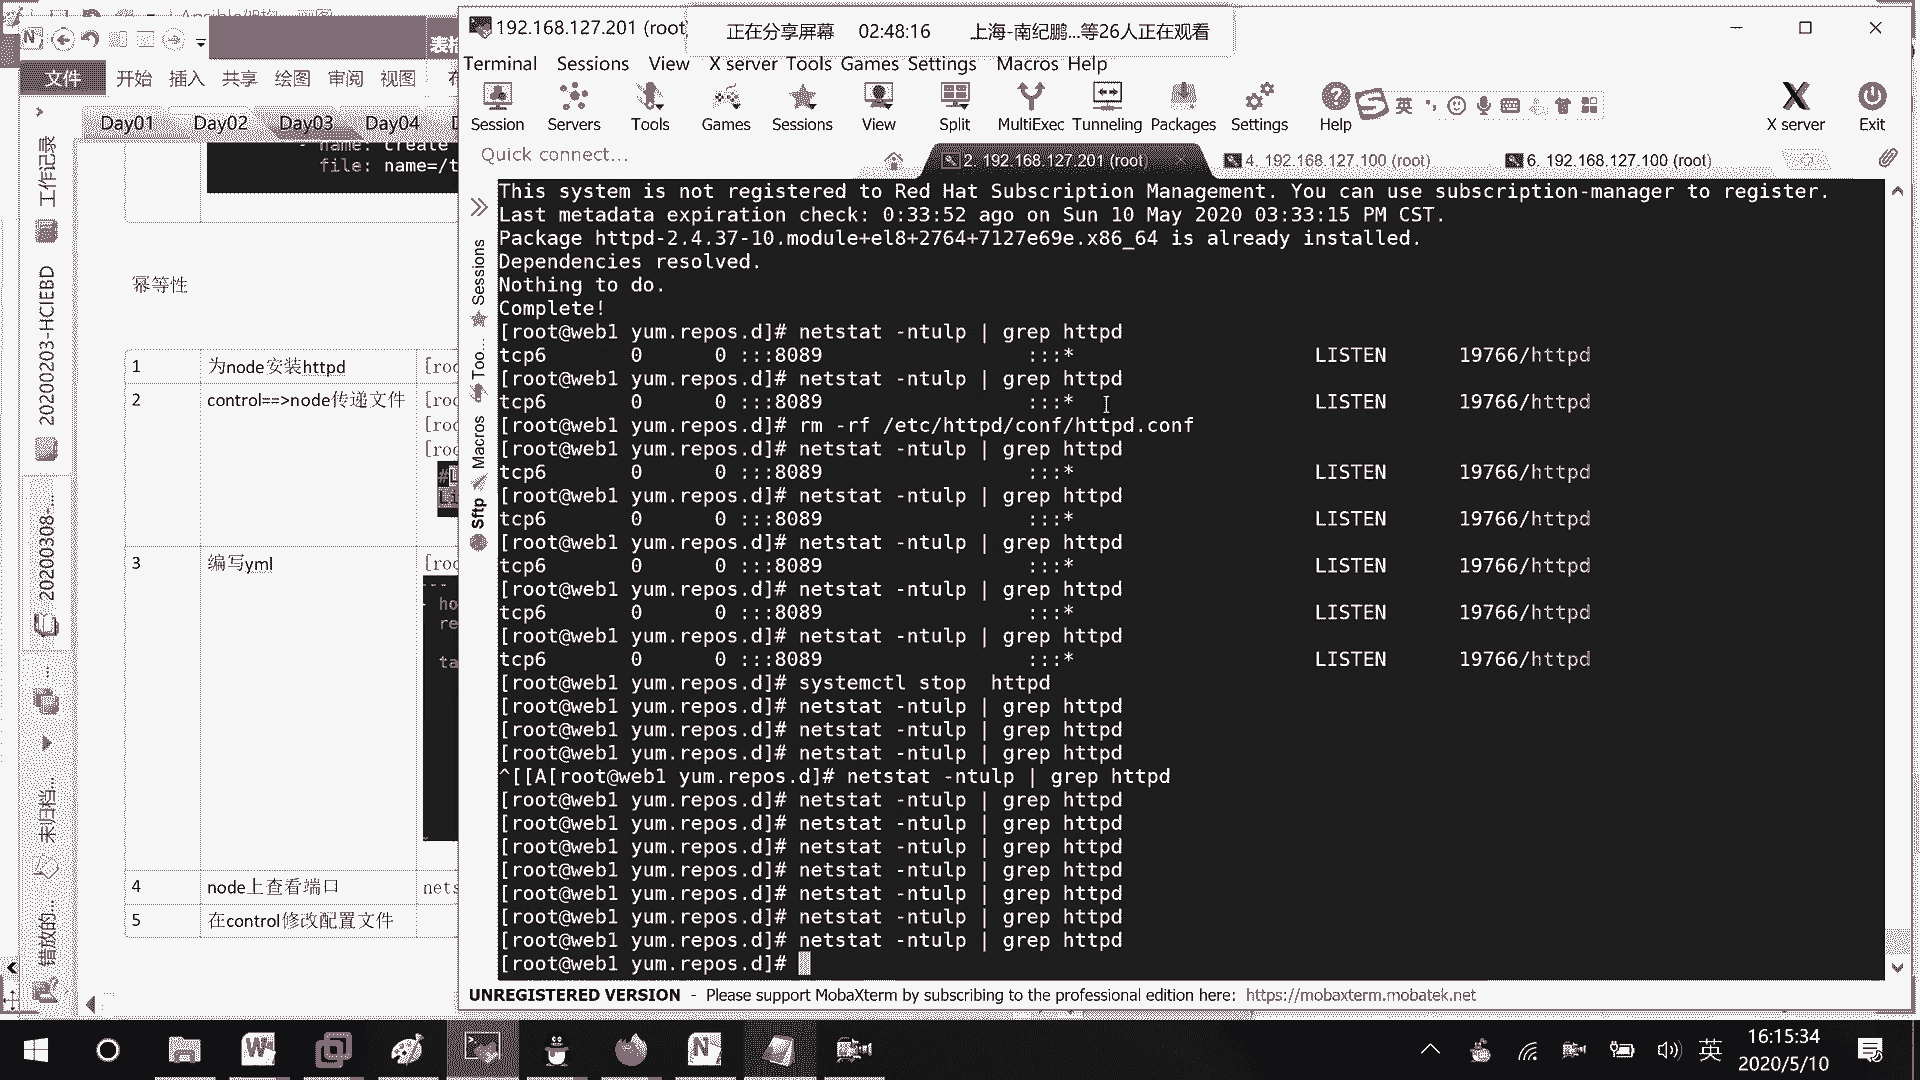 192.168.127.201 (root
正在分享屏幕 02:48:16 上海-南纪鹏...等26人正在观看
文件 开始 插入 共享 绘图 审阅 视图
Terminal Sessions View X server Tools Games Settings Macros Help
Session Servers Tools Games Sessions View Split MultiExec Tunneling Packages Settings Help
英
X server Exit
Day01 Day02 Day03 Day04
Quick connect...
2. 192.168.127.201 (root)
4. 192.168.127.100 (root)
6. 192.168.127.100 (root)
- name: create
file: name=/t
工作记录
20200203-HCIEBD
20200308-...
未归档...
错放的...
幂等性
1 为node安装httpd [roo
2 control==>node传递文件 [roo
[roo
[roo
3 编写yml [roo
---
- ho
re
ta
4 node上查看端口 nets
5 在control修改配置文件
Sessions
Too...
Macros
Sftp
This system is not registered to Red Hat Subscription Management. You can use subscription-manager to register.
Last metadata expiration check: 0:33:52 ago on Sun 10 May 2020 03:33:15 PM CST.
Package httpd-2.4.37-10.module+el8+2764+7127e69e.x86_64 is already installed.
Dependencies resolved.
Nothing to do.
Complete!
[root@web1 yum.repos.d]# netstat -ntulp | grep httpd
tcp6 0 0 :::8089 :::* LISTEN 19766/httpd
[root@web1 yum.repos.d]# netstat -ntulp | grep httpd
tcp6 0 0 :::8089 :::* LISTEN 19766/httpd
[root@web1 yum.repos.d]# rm -rf /etc/httpd/conf/httpd.conf
[root@web1 yum.repos.d]# netstat -ntulp | grep httpd
tcp6 0 0 :::8089 :::* LISTEN 19766/httpd
[root@web1 yum.repos.d]# netstat -ntulp | grep httpd
tcp6 0 0 :::8089 :::* LISTEN 19766/httpd
[root@web1 yum.repos.d]# netstat -ntulp | grep httpd
tcp6 0 0 :::8089 :::* LISTEN 19766/httpd
[root@web1 yum.repos.d]# netstat -ntulp | grep httpd
tcp6 0 0 :::8089 :::* LISTEN 19766/httpd
[root@web1 yum.repos.d]# netstat -ntulp | grep httpd
tcp6 0 0 :::8089 :::* LISTEN 19766/httpd
[root@web1 yum.repos.d]# systemctl stop  httpd
[root@web1 yum.repos.d]# netstat -ntulp | grep httpd
[root@web1 yum.repos.d]# netstat -ntulp | grep httpd
[root@web1 yum.repos.d]# netstat -ntulp | grep httpd
^[[A[root@web1 yum.repos.d]# netstat -ntulp | grep httpd
[root@web1 yum.repos.d]# netstat -ntulp | grep httpd
[root@web1 yum.repos.d]# netstat -ntulp | grep httpd
[root@web1 yum.repos.d]# netstat -ntulp | grep httpd
[root@web1 yum.repos.d]# netstat -ntulp | grep httpd
[root@web1 yum.repos.d]# netstat -ntulp | grep httpd
[root@web1 yum.repos.d]# netstat -ntulp | grep httpd
[root@web1 yum.repos.d]# netstat -ntulp | grep httpd
[root@web1 yum.repos.d]#
UNREGISTERED VERSION - Please support MobaXterm by subscribing to the professional edition here: https://mobaxterm.mobatek.net
英 16:15:34
2020/5/10